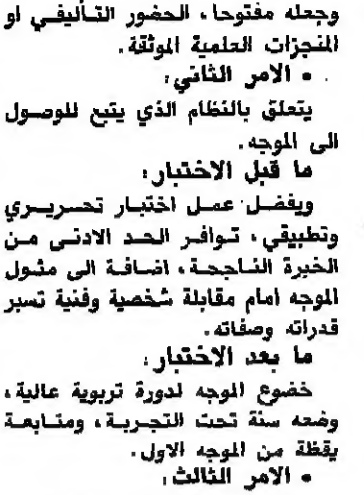 وجعله مفتوحا، الحضور التأليفي او
المنجزات العلمية الموثقة.
• الامر الثاني:
يتعلق بالنظام الذي يتبع للوصول
الى الموجه.
ما قبل الاختبار:
ويفضل عمل اختبار تحريري
وتطبيقي، توافر الحد الادنى من
الخبرة الناجحة، اضافة الى مثول
الموجه امام مقابلة شخصية وفنية تسبر
قدراته وصفاته.
ما بعد الاختبار:
خضوع الموجه لدورة تربوية عالية،
وضعه سنة تحت التجربة، ومتابعة
يقظة من الموجه الاول.
• الامر الثالث: